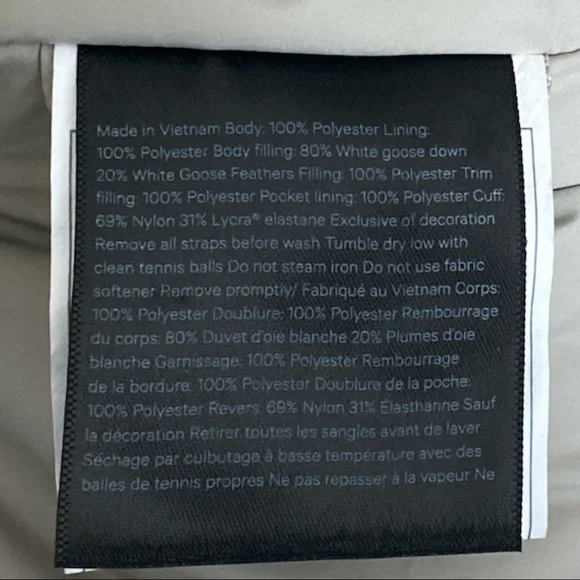 Made in Vietnam Body: 100% Polyester Lining:
100% Polyester Body filling: 80% White goose down
20% White Goose Feathers Filling: 100% Polyester Trim
filling: 100% Polyester Pocket lining: 100% Polyester Cuff:
69% Nylon 31% Lycra® elastane Exclusive of decoration
Remove all straps before wash Tumble dry low with
clean tennis balls Do not steam iron Do not use fabric
softener Remove promptly/ Fabriqué au Vietnam Corps:
100% Polyester Doublure: 100% Polyester Rembourrage
du corps: 80% Duvet d'oie blanche 20% Plumes d'oie
blanche Garnissage: 100% Polyester Rembourrage
de la bordure: 100% Polyester Doublure de la poche:
100% Polyester Revers: 69% Nylon 31% Élasthanne Sauf
la décoration Retirer toutes les sangles avant de laver
Séchage par culbutage à basse température avec des
balles de tennis propres Ne pas repasser à la vapeur Ne